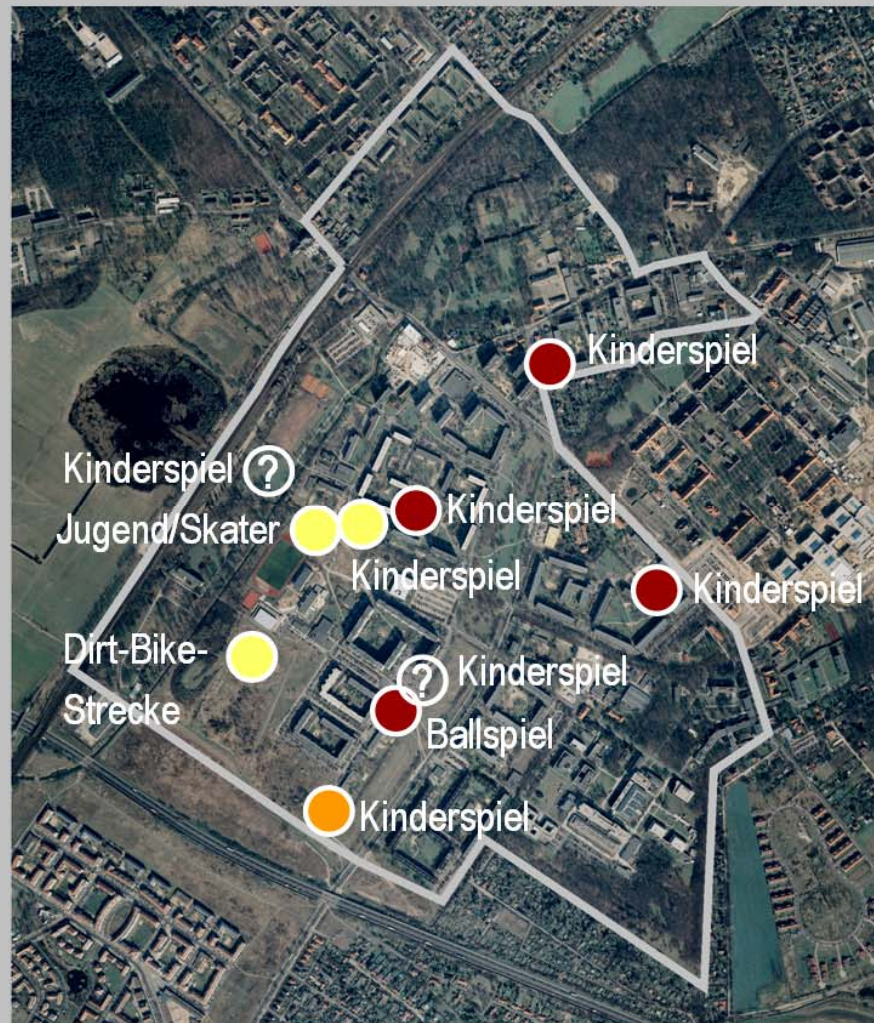 Kinderspiel
Kinderspiel ?
Jugend/Skater
Kinderspiel
Kinderspiel
Kinderspiel
Dirt-Bike-
Strecke
? Kinderspiel
Ballspiel
Kinderspiel